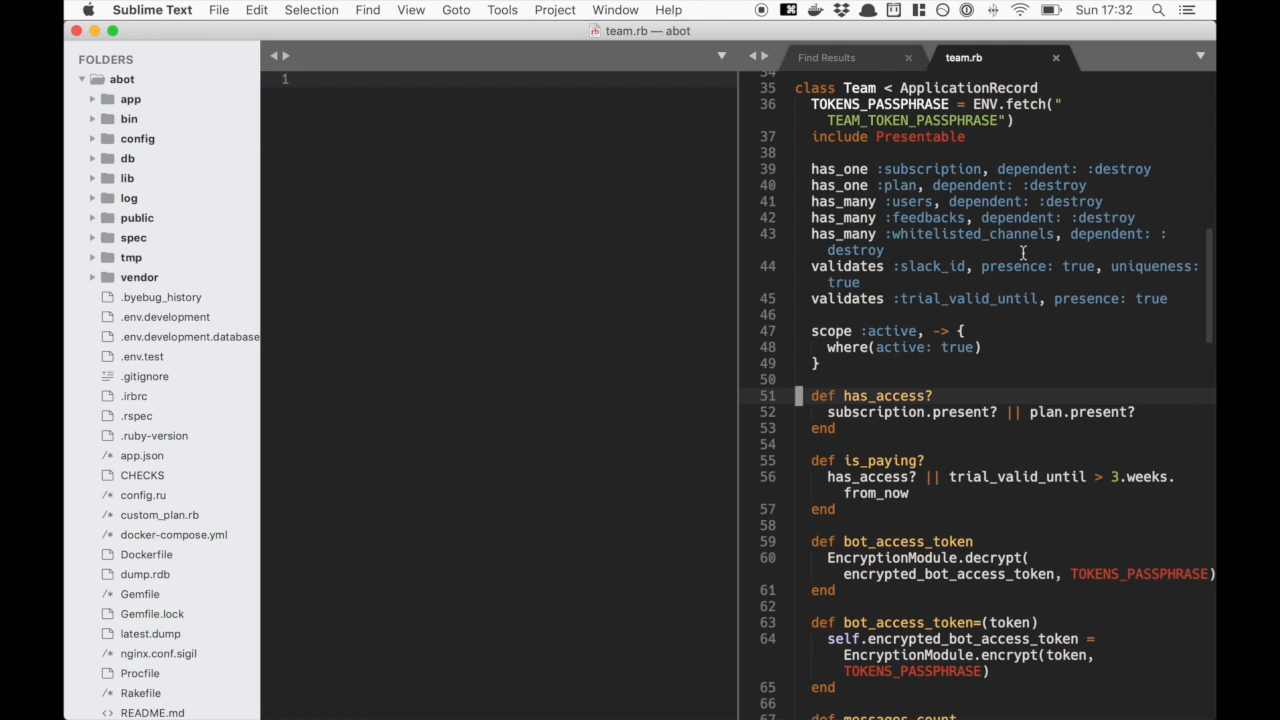 Sublime Text File Edit Selection Find View Goto Tools Project Window Help Sun 17:32
team.rb — abot
FOLDERS
abot
app
bin
config
db
lib
log
public
spec
tmp
vendor
.byebug_history
.env.development
.env.development.database
.env.test
.gitignore
.irbrc
.rspec
.ruby-version
app.json
CHECKS
config.ru
custom_plan.rb
docker-compose.yml
Dockerfile
dump.rdb
Gemfile
Gemfile.lock
latest.dump
nginx.conf.sigil
Procfile
Rakefile
README.md
1
Find Results team.rb
34
35 class Team < ApplicationRecord
36 TOKENS_PASSPHRASE = ENV.fetch("
TEAM_TOKEN_PASSPHRASE")
37 include Presentable
38
39 has_one :subscription, dependent: :destroy
40 has_one :plan, dependent: :destroy
41 has_many :users, dependent: :destroy
42 has_many :feedbacks, dependent: :destroy
43 has_many :whitelisted_channels, dependent: :
destroy
44 validates :slack_id, presence: true, uniqueness:
true
45 validates :trial_valid_until, presence: true
46
47 scope :active, -> {
48 where(active: true)
49 }
50
51 def has_access?
52 subscription.present? || plan.present?
53 end
54
55 def is_paying?
56 has_access? || trial_valid_until > 3.weeks.
from_now
57 end
58
59 def bot_access_token
60 EncryptionModule.decrypt(
encrypted_bot_access_token, TOKENS_PASSPHRASE)
61 end
62
63 def bot_access_token=(token)
64 self.encrypted_bot_access_token =
EncryptionModule.encrypt(token,
TOKENS_PASSPHRASE)
65 end
66
67 def messages_count